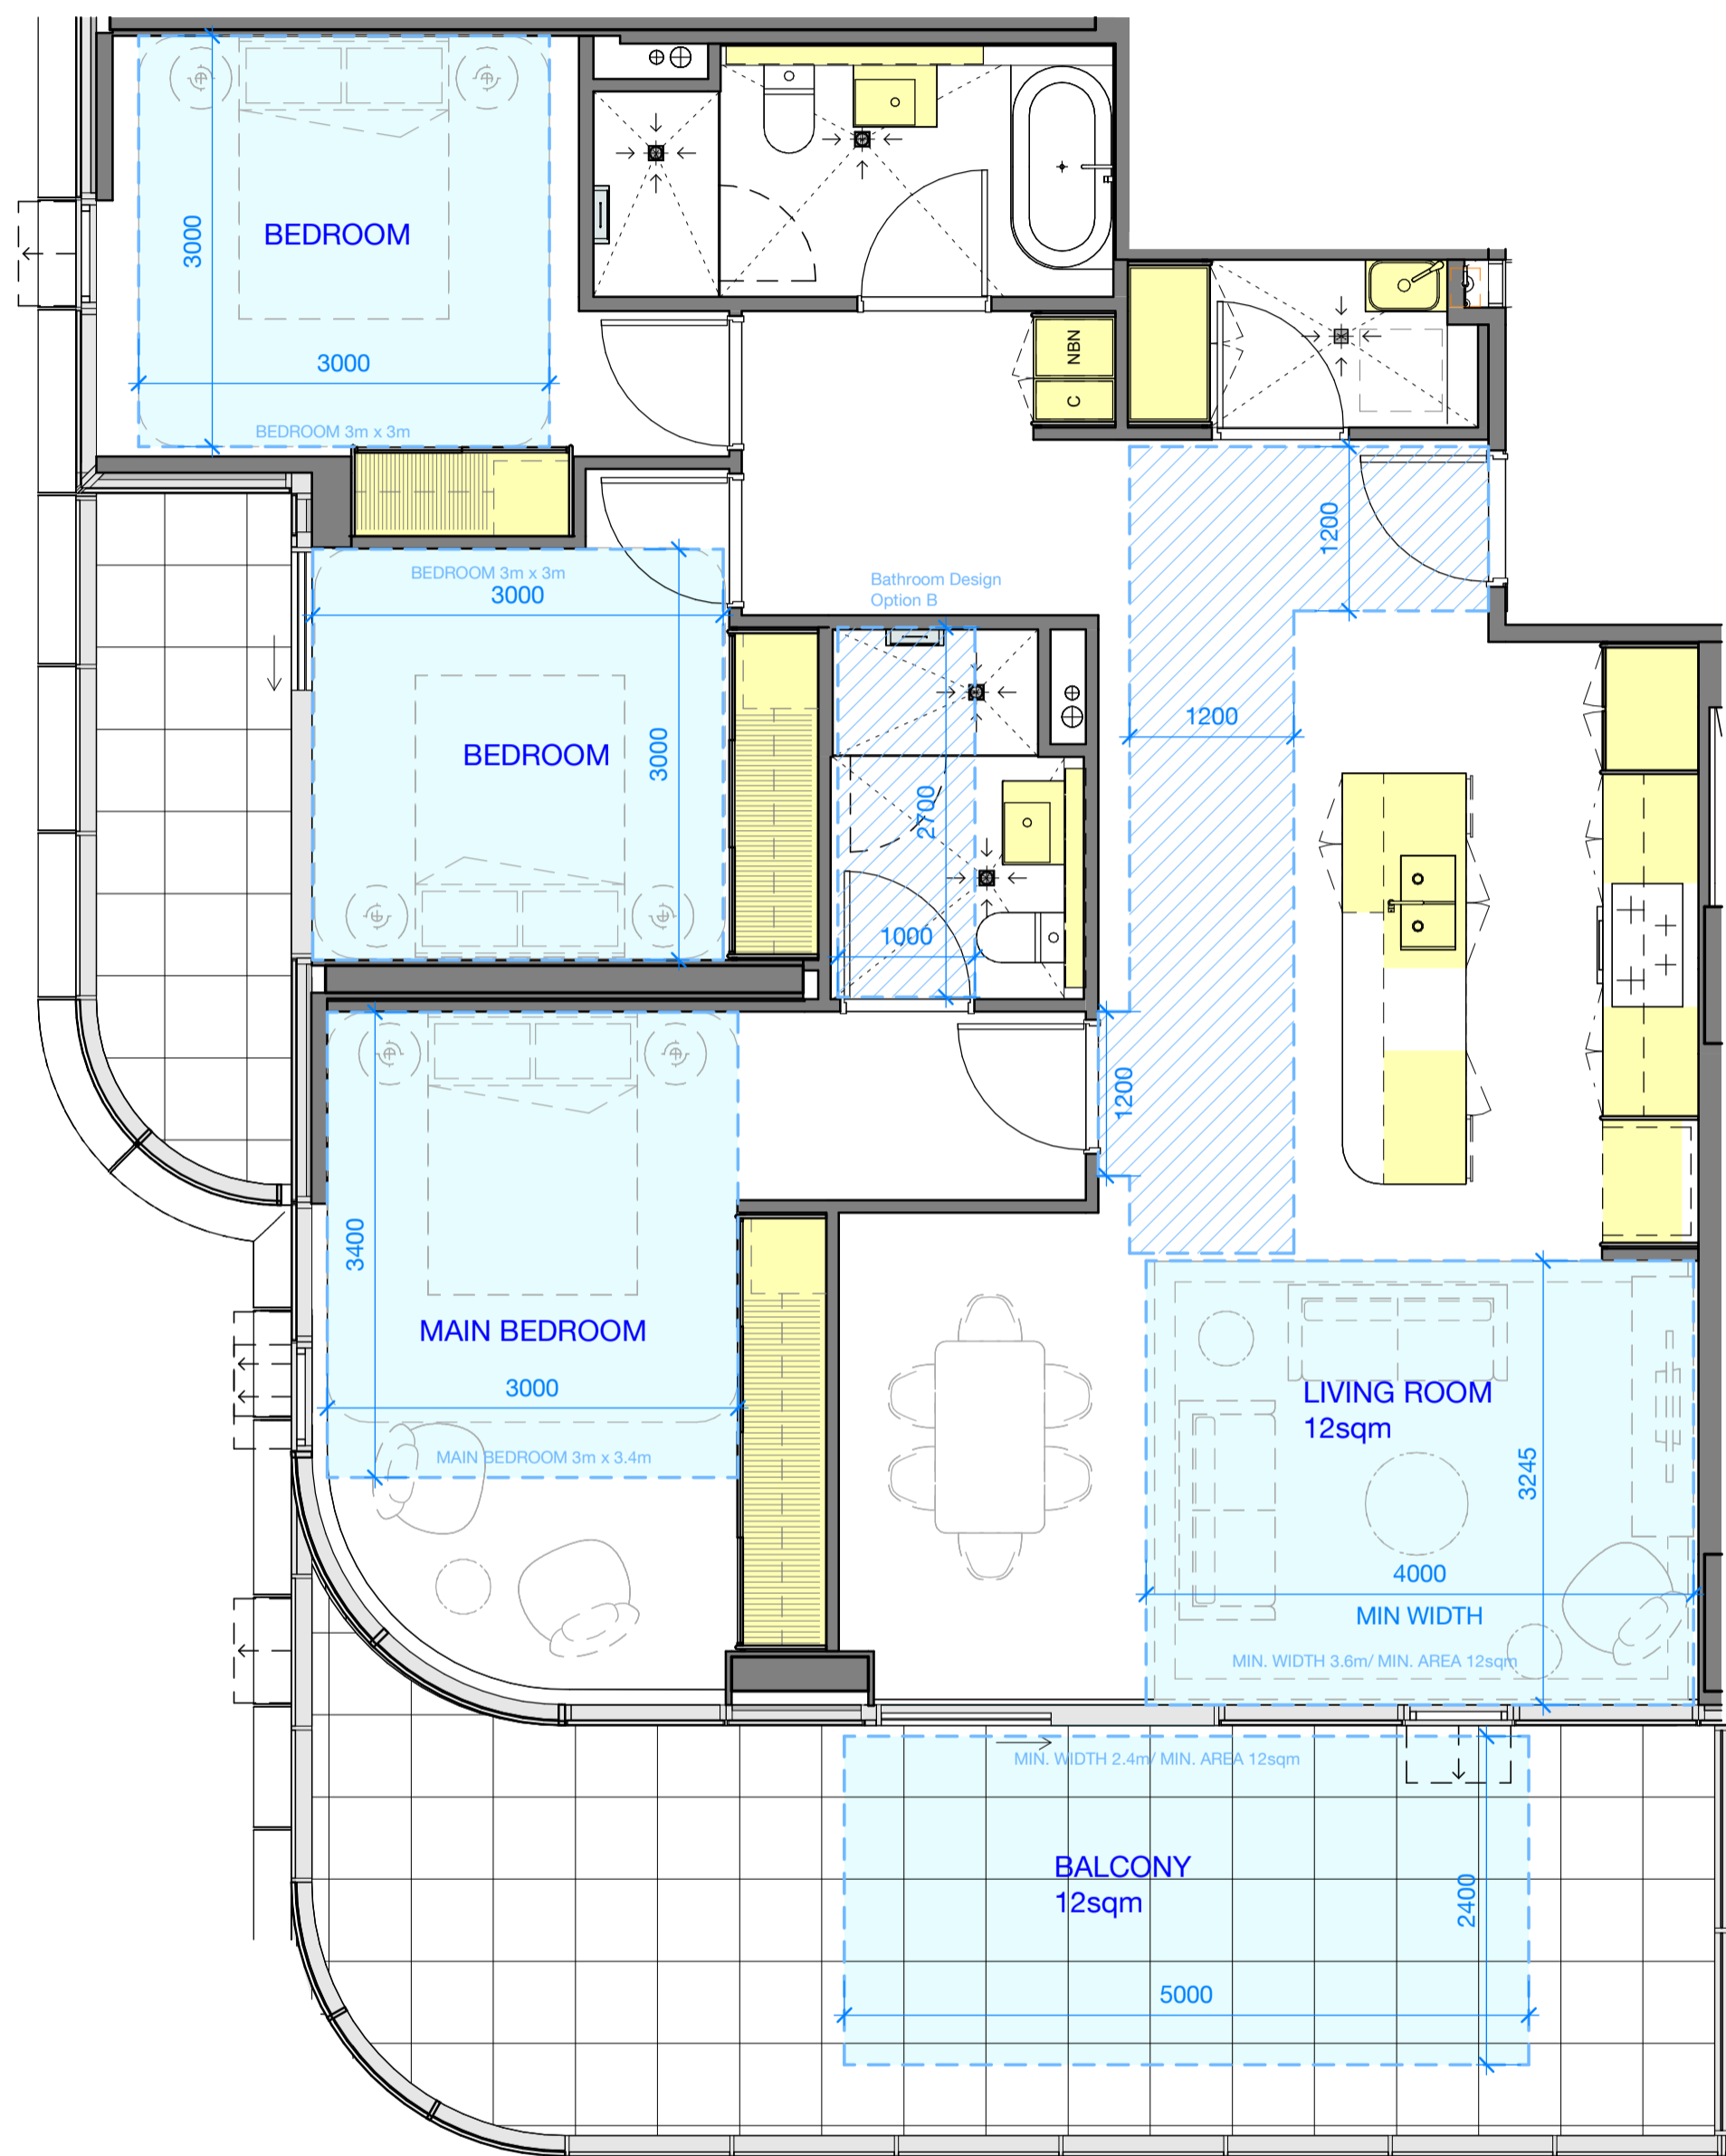 BEDROOM
3000
3000
BEDROOM 3m x 3m
NBN
C
1200
BEDROOM 3m x 3m
3000
Bathroom Design
Option B
BEDROOM
3000
1200
2700
1000
1200
3400
MAIN BEDROOM
3000
MAIN BEDROOM 3m x 3.4m
LIVING ROOM
12sqm
3245
4000
MIN WIDTH
MIN. WIDTH 3.6m/ MIN. AREA 12sqm
MIN. WIDTH 2.4m/ MIN. AREA 12sqm
BALCONY
12sqm
2400
5000